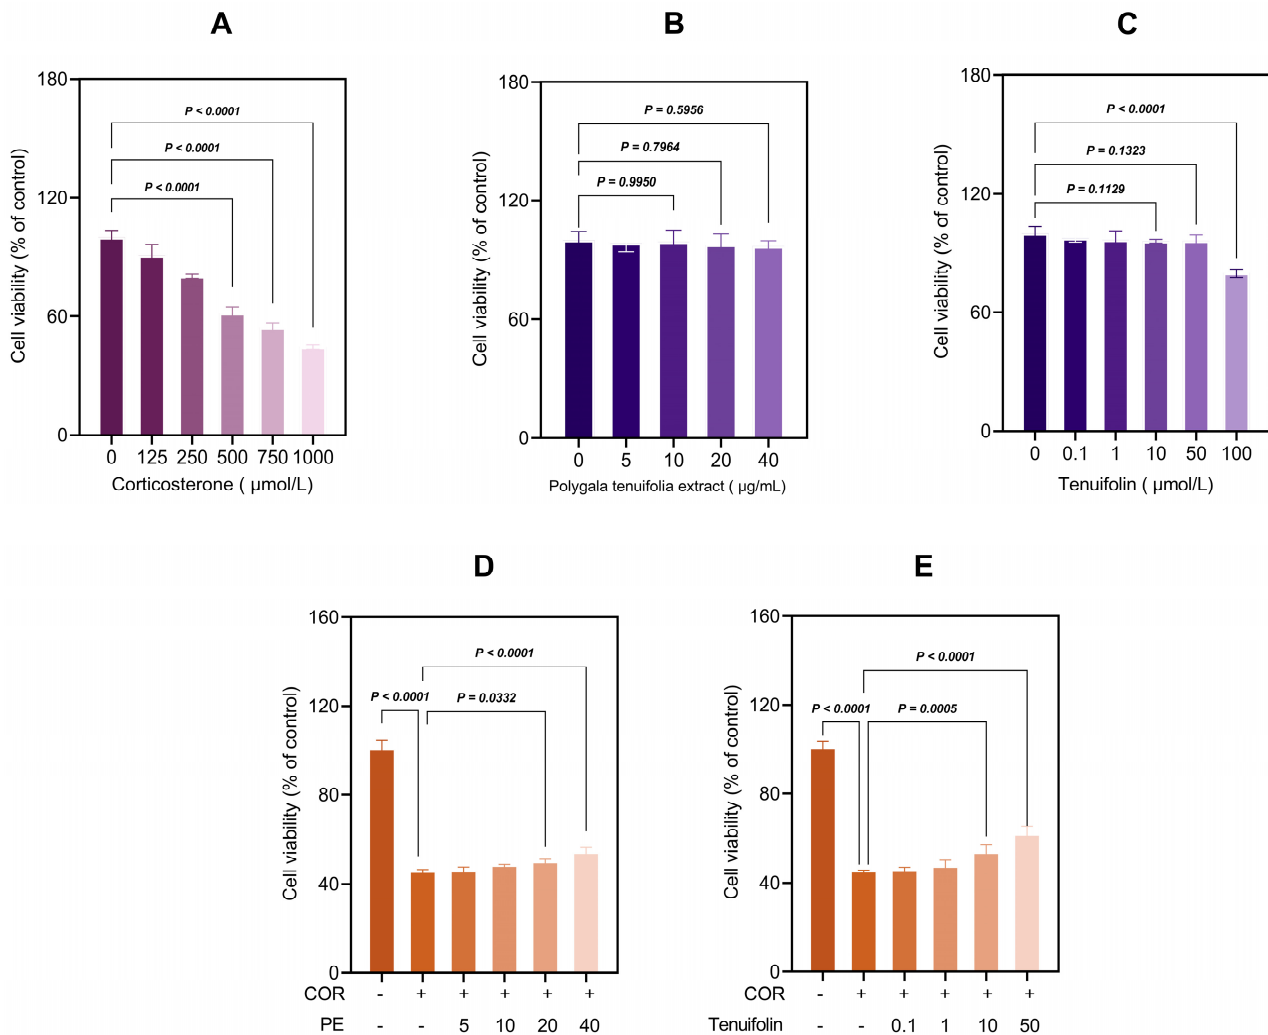 A
180
120
60
0
Cell viability (% of control)
P < 0.0001
P < 0.0001
P < 0.0001
0 125 250 500 750 1000
Corticosterone ( µmol/L)
B
180
120
60
0
Cell viability (% of control)
P = 0.5956
P = 0.7964
P = 0.9950
0 5 10 20 40
Polygala tenuifolia extract ( µg/mL)
C
180
120
60
0
Cell viability (% of control)
P < 0.0001
P = 0.1323
P = 0.1129
0 0.1 1 10 50 100
Tenuifolin ( µmol/L)
D
160
120
80
40
0
Cell viability (% of control)
P < 0.0001
P < 0.0001 P = 0.0332
COR - + + + + +
PE - - 5 10 20 40
E
160
120
80
40
0
Cell viability (% of control)
P < 0.0001
P < 0.0001 P = 0.0005
COR - + + + + +
Tenuifolin - - 0.1 1 10 50